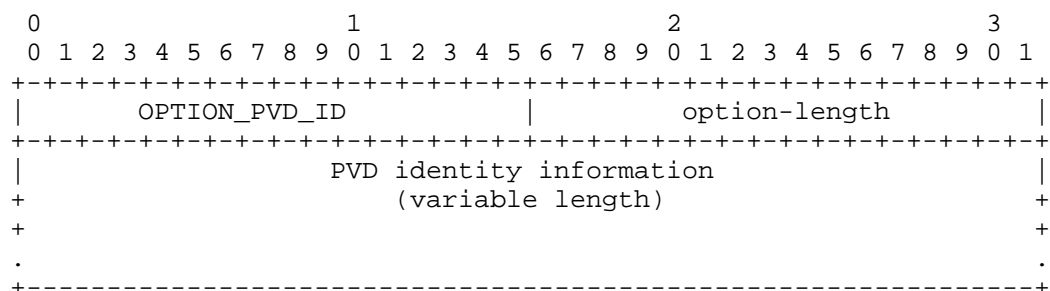 0                   1                   2                   3
 0 1 2 3 4 5 6 7 8 9 0 1 2 3 4 5 6 7 8 9 0 1 2 3 4 5 6 7 8 9 0 1
+-+-+-+-+-+-+-+-+-+-+-+-+-+-+-+-+-+-+-+-+-+-+-+-+-+-+-+-+-+-+-+-+
|       OPTION_PVD_ID           |         option-length         |
+-+-+-+-+-+-+-+-+-+-+-+-+-+-+-+-+-+-+-+-+-+-+-+-+-+-+-+-+-+-+-+-+
|                   PVD identity information                    |
+                       (variable length)                       +
+                                                               +
.                                                               .
+---------------------------------------------------------------+